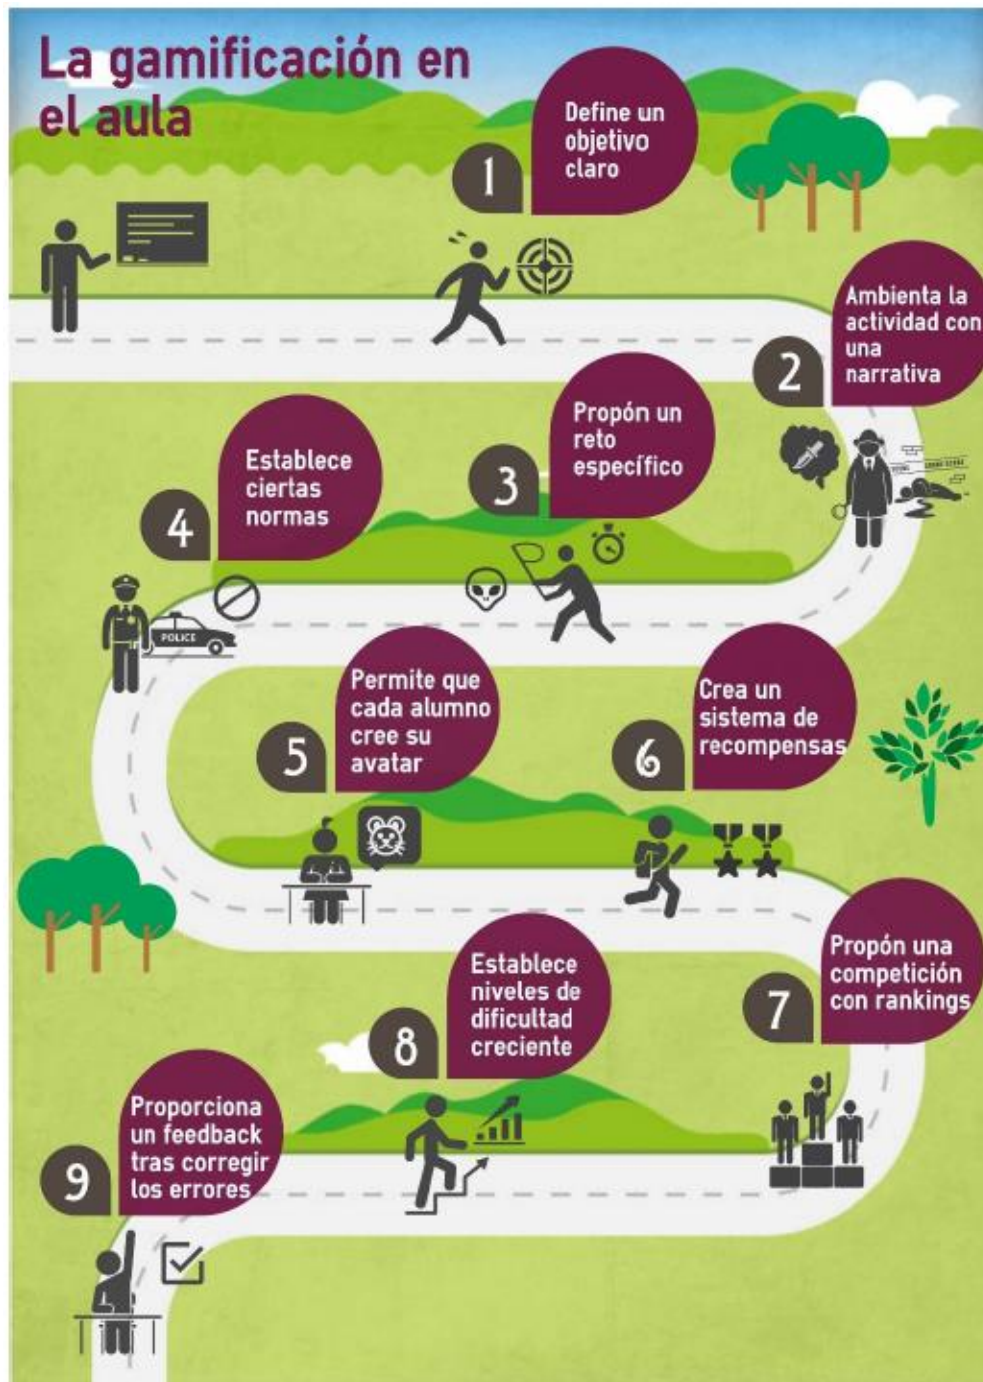 La gamificación en
el aula
1
Define un
objetivo
claro
2
Ambienta la
actividad con
una
narrativa
3
Propón un
reto
específico
4
Establece
ciertas
normas
POLICE
5
Permite que
cada alumno
cree su
avatar
6
Crea un
sistema de
recompensas
7
Propón una
competición
con rankings
8
Establece
niveles de
dificultad
creciente
9
Proporciona
un feedback
tras corregir
los errores